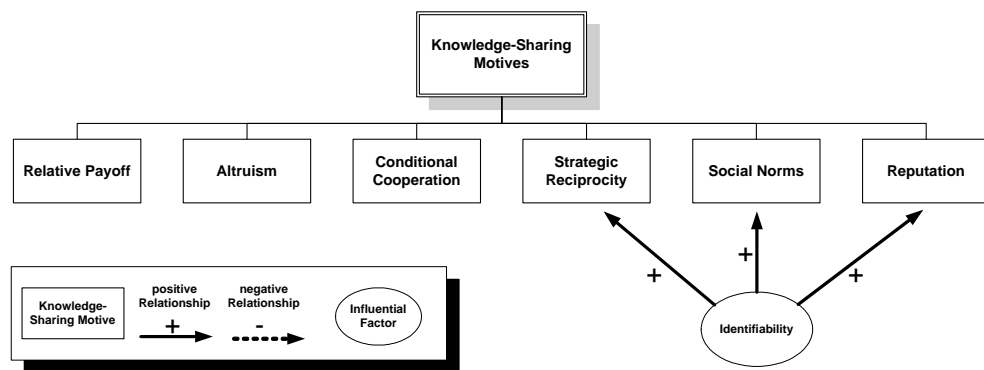 Knowledge-Sharing
Motives
Relative Payoff
Altruism
Conditional
Cooperation
Strategic
Reciprocity
Social Norms
Reputation
+
+
+
Identifiability
Knowledge-
Sharing Motive
positive
Relationship
+
negative
Relationship
-
Influential
Factor